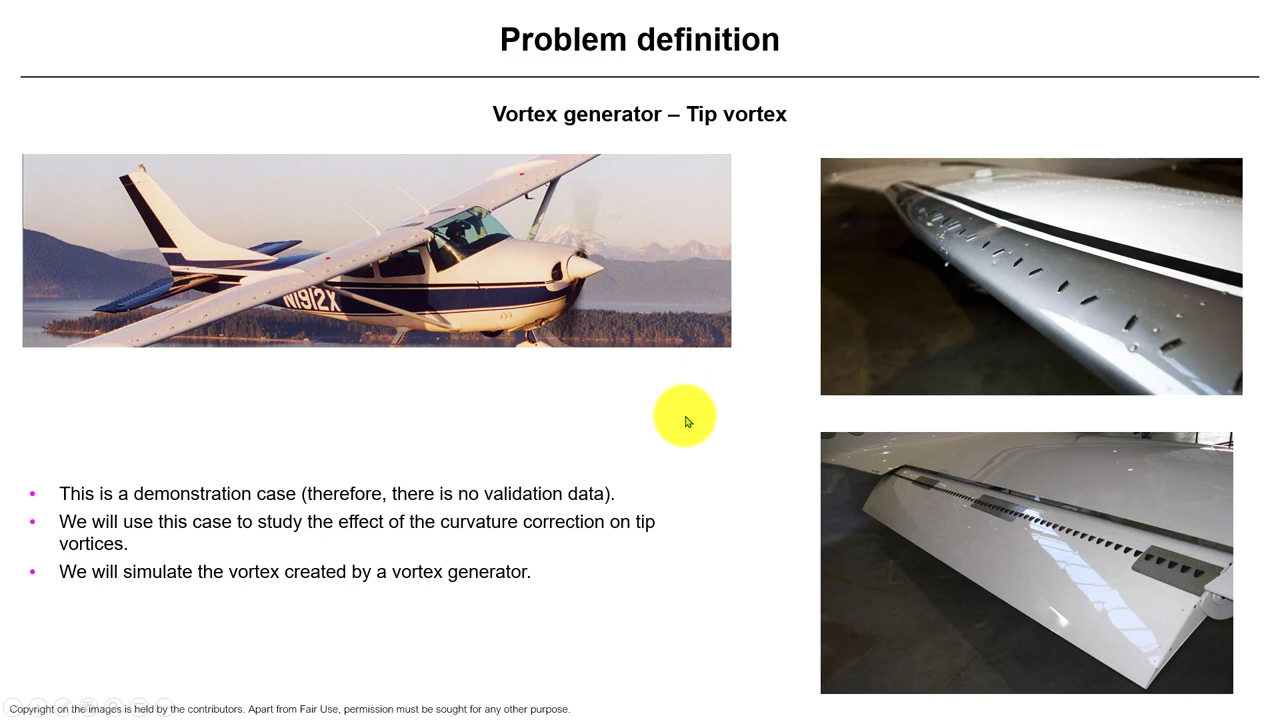 Problem definition
Vortex generator – Tip vortex
N1912X
• This is a demonstration case (therefore, there is no validation data).
• We will use this case to study the effect of the curvature correction on tip
vortices.
• We will simulate the vortex created by a vortex generator.
Copyright on the images is held by the contributors. Apart from Fair Use, permission must be sought for any other purpose.